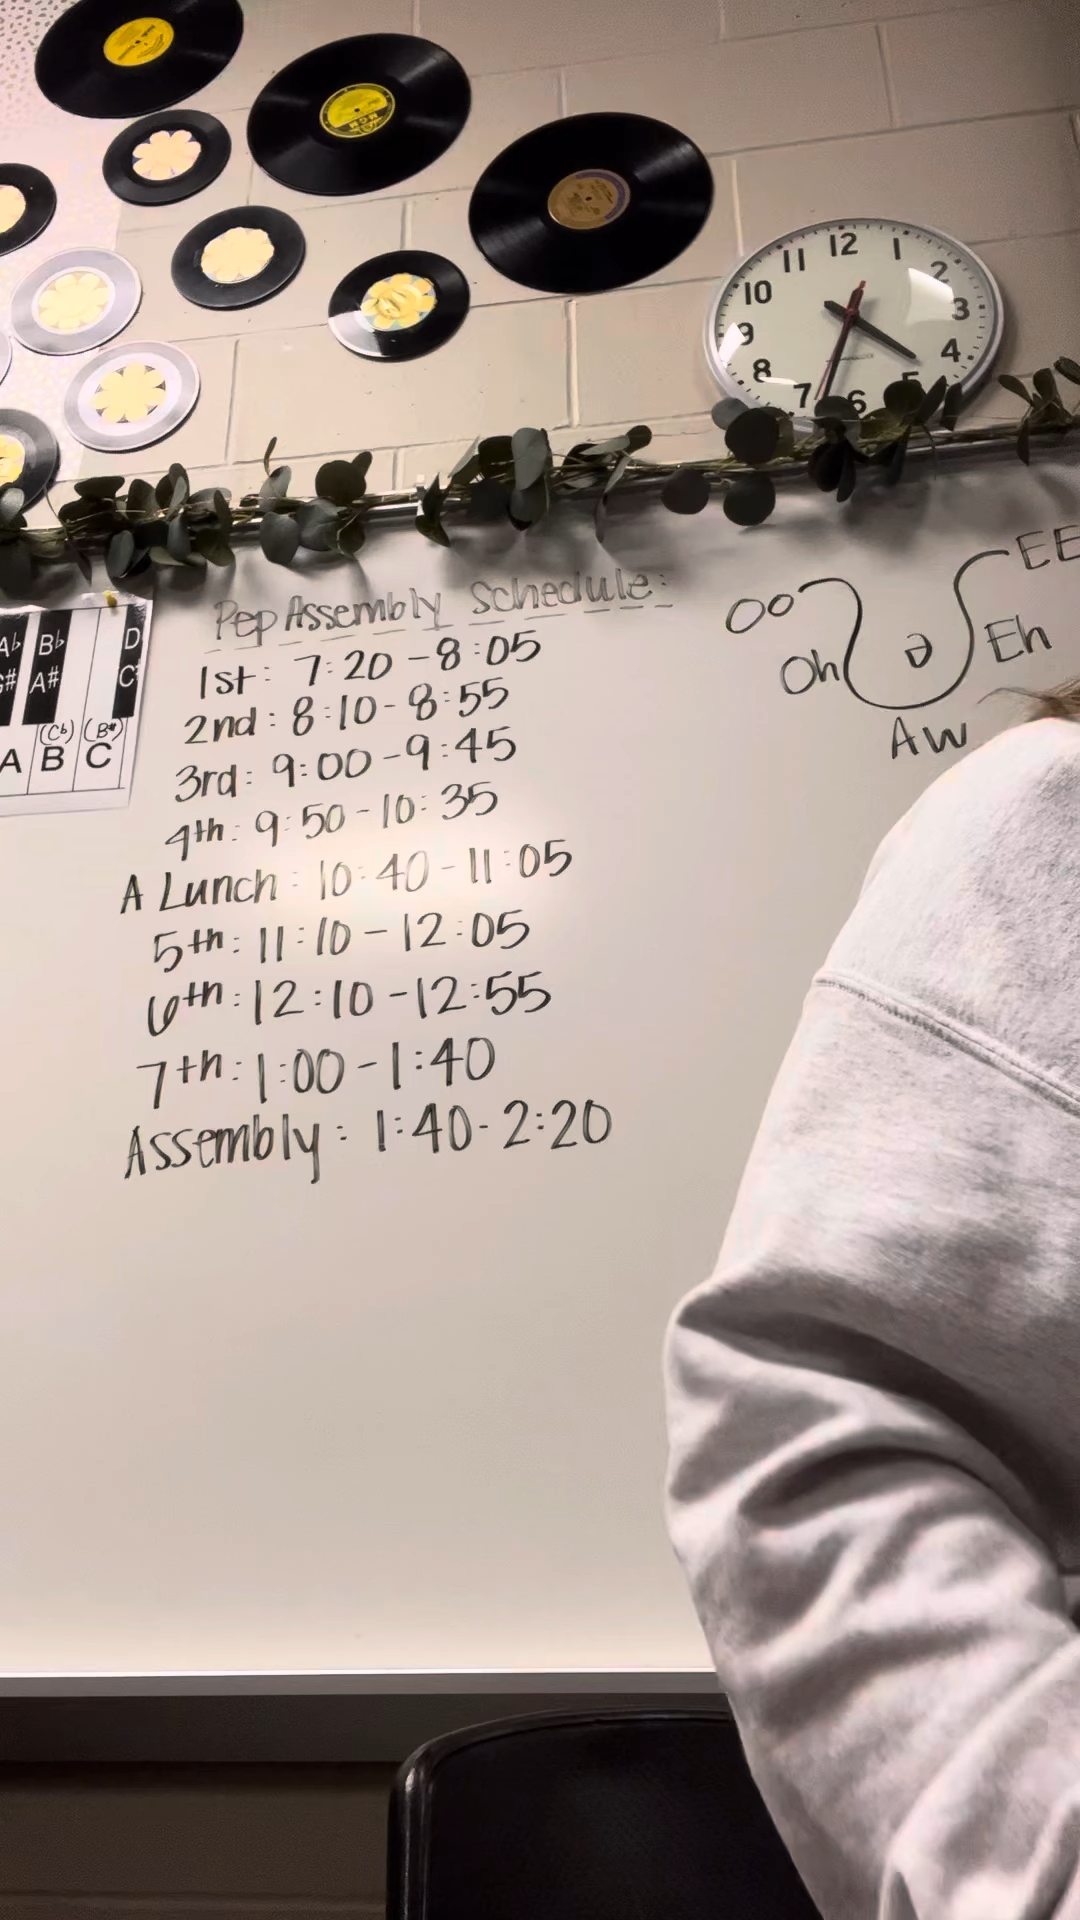 MGM
12
1
2
3
4
5
6
7
8
9
10
11
Pep Assembly Schedule:
1st: 7:20-8:05
2nd: 8:10-8:55
3rd: 9:00-9:45
4th: 9:50-10:35
A Lunch: 10:40-11:05
5th: 11:10-12:05
6th: 12:10-12:55
7th: 1:00-1:40
Assembly: 1:40-2:20
Oo
EE
Oh
ə
Eh
Aw
Ab Bb D
G# A# C#
(Cb) (B#)
A B C